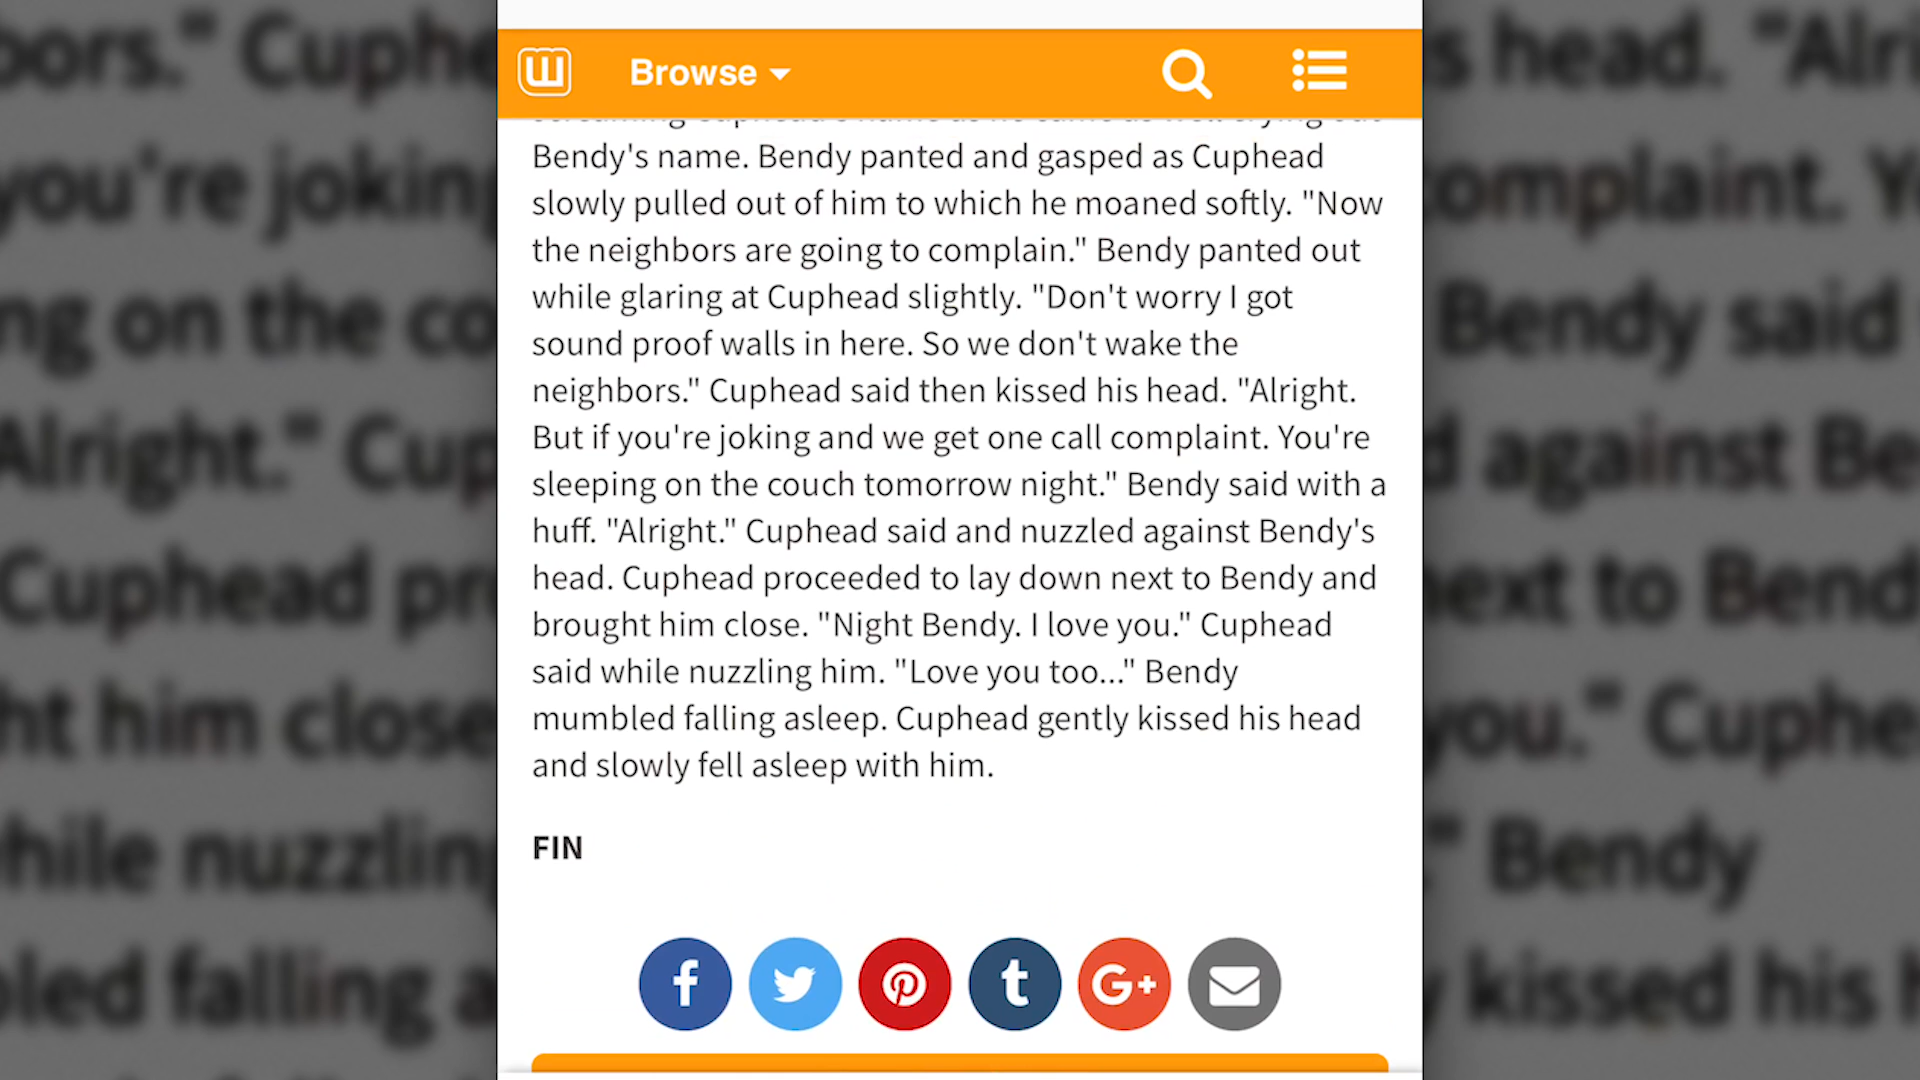 Browse
Bendy's name. Bendy panted and gasped as Cuphead
slowly pulled out of him to which he moaned softly. "Now
the neighbors are going to complain." Bendy panted out
while glaring at Cuphead slightly. "Don't worry I got
sound proof walls in here. So we don't wake the
neighbors." Cuphead said then kissed his head. "Alright.
But if you're joking and we get one call complaint. You're
sleeping on the couch tomorrow night." Bendy said with a
huff. "Alright." Cuphead said and nuzzled against Bendy's
head. Cuphead proceeded to lay down next to Bendy and
brought him close. "Night Bendy. I love you." Cuphead
said while nuzzling him. "Love you too..." Bendy
mumbled falling asleep. Cuphead gently kissed his head
and slowly fell asleep with him.
FIN